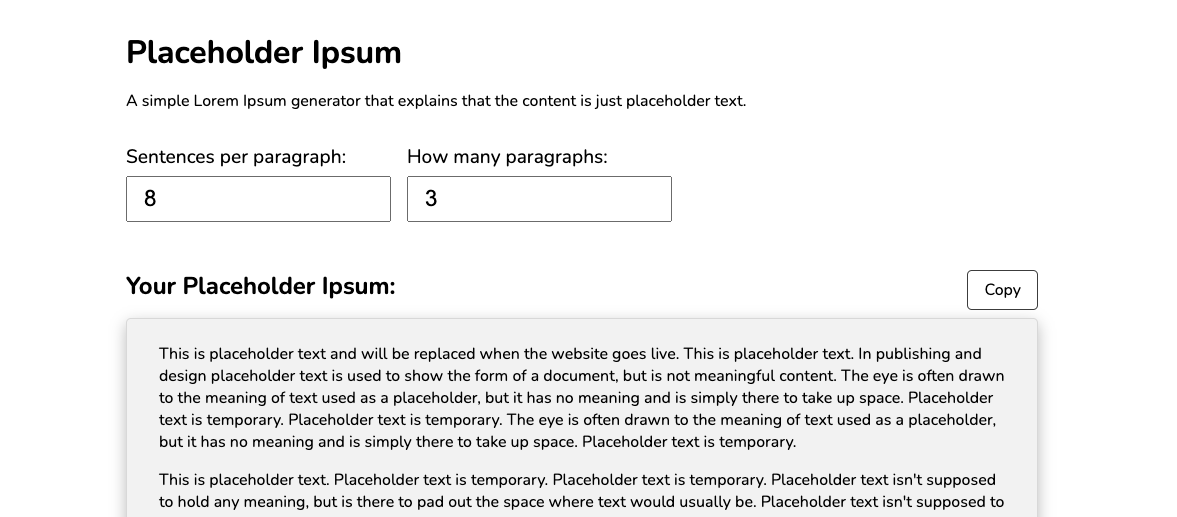 Placeholder Ipsum
A simple Lorem Ipsum generator that explains that the content is just placeholder text.
Sentences per paragraph: How many paragraphs:
8 3
Your Placeholder Ipsum: Copy
This is placeholder text and will be replaced when the website goes live. This is placeholder text. In publishing and
design placeholder text is used to show the form of a document, but is not meaningful content. The eye is often drawn
to the meaning of text used as a placeholder, but it has no meaning and is simply there to take up space. Placeholder
text is temporary. Placeholder text is temporary. The eye is often drawn to the meaning of text used as a placeholder,
but it has no meaning and is simply there to take up space. Placeholder text is temporary.
This is placeholder text. Placeholder text is temporary. Placeholder text is temporary. Placeholder text isn't supposed
to hold any meaning, but is there to pad out the space where text would usually be. Placeholder text isn't supposed to